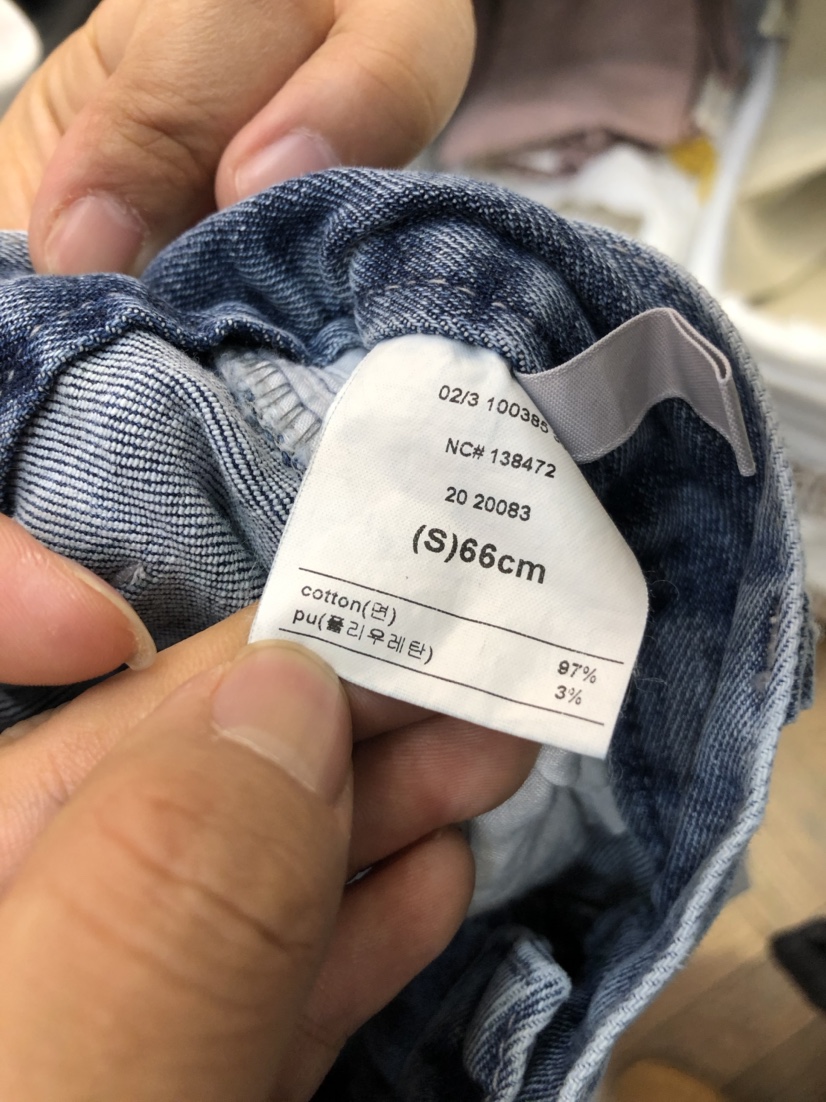 02/3 100385
NC# 138472
20 20083
(S)66cm
cotton(면) 97%
pu(폴리우레탄) 3%